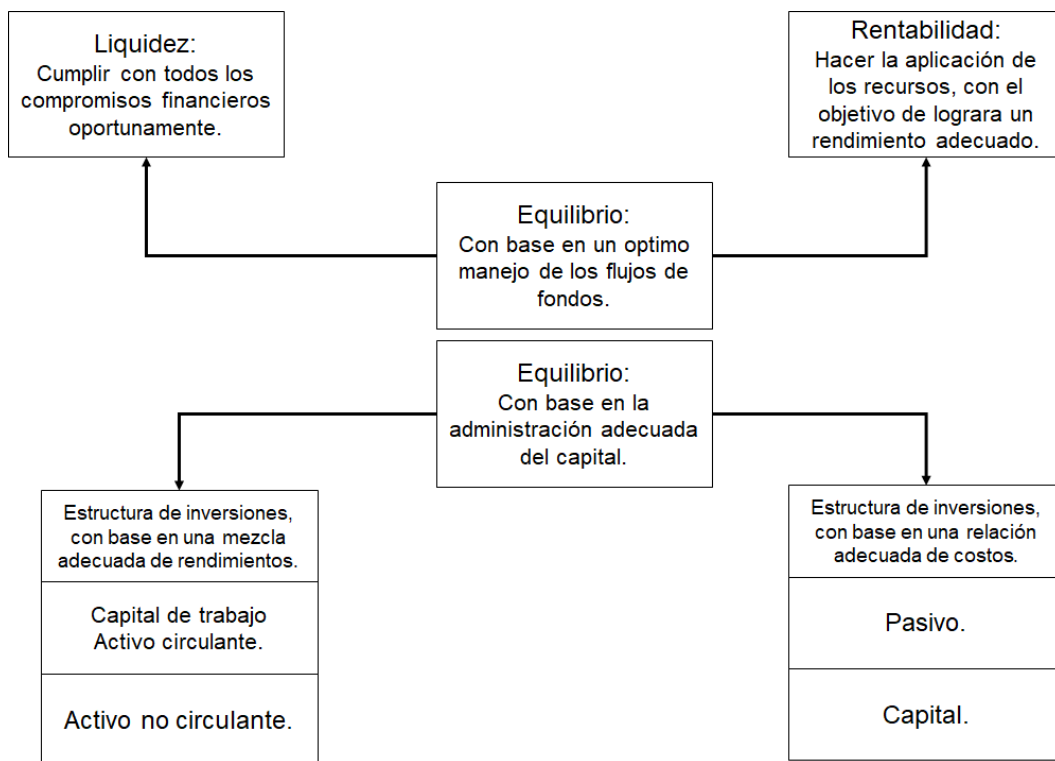 Liquidez:
Cumplir con todos los
compromisos financieros
oportunamente.
Rentabilidad:
Hacer la aplicación de
los recursos, con el
objetivo de lograra un
rendimiento adecuado.
Equilibrio:
Con base en un optimo
manejo de los flujos de
fondos.
Equilibrio:
Con base en la
administración adecuada
del capital.
Estructura de inversiones,
con base en una mezcla
adecuada de rendimientos.
Capital de trabajo
Activo circulante.
Activo no circulante.
Estructura de inversiones,
con base en una relación
adecuada de costos.
Pasivo.
Capital.